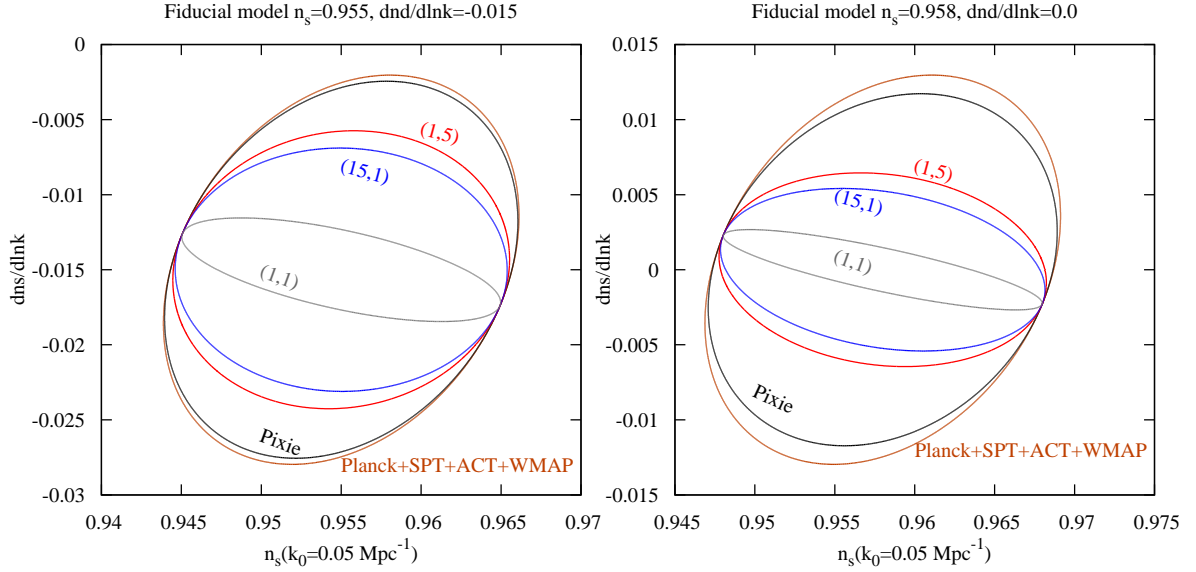 Fiducial model n_s=0.955, dnd/dlnk=-0.015
0
-0.005
-0.01
-0.015
-0.02
-0.025
-0.03
dns/dlnk
(1,5)
(15,1)
(1,1)
Pixie
Planck+SPT+ACT+WMAP
0.94 0.945 0.95 0.955 0.96 0.965 0.97
n_s(k_0=0.05 Mpc^-1)
Fiducial model n_s=0.958, dnd/dlnk=0.0
0.015
0.01
0.005
0
-0.005
-0.01
-0.015
dns/dlnk
(1,5)
(15,1)
(1,1)
Pixie
Planck+SPT+ACT+WMAP
0.945 0.95 0.955 0.96 0.965 0.97 0.975
n_s(k_0=0.05 Mpc^-1)